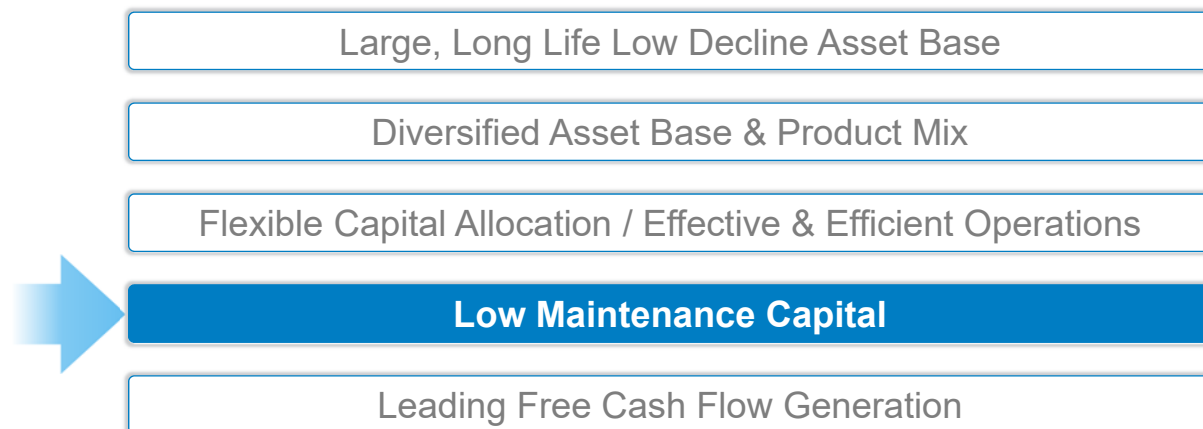 Large, Long Life Low Decline Asset Base
Diversified Asset Base & Product Mix
Flexible Capital Allocation / Effective & Efficient Operations
Low Maintenance Capital
Leading Free Cash Flow Generation